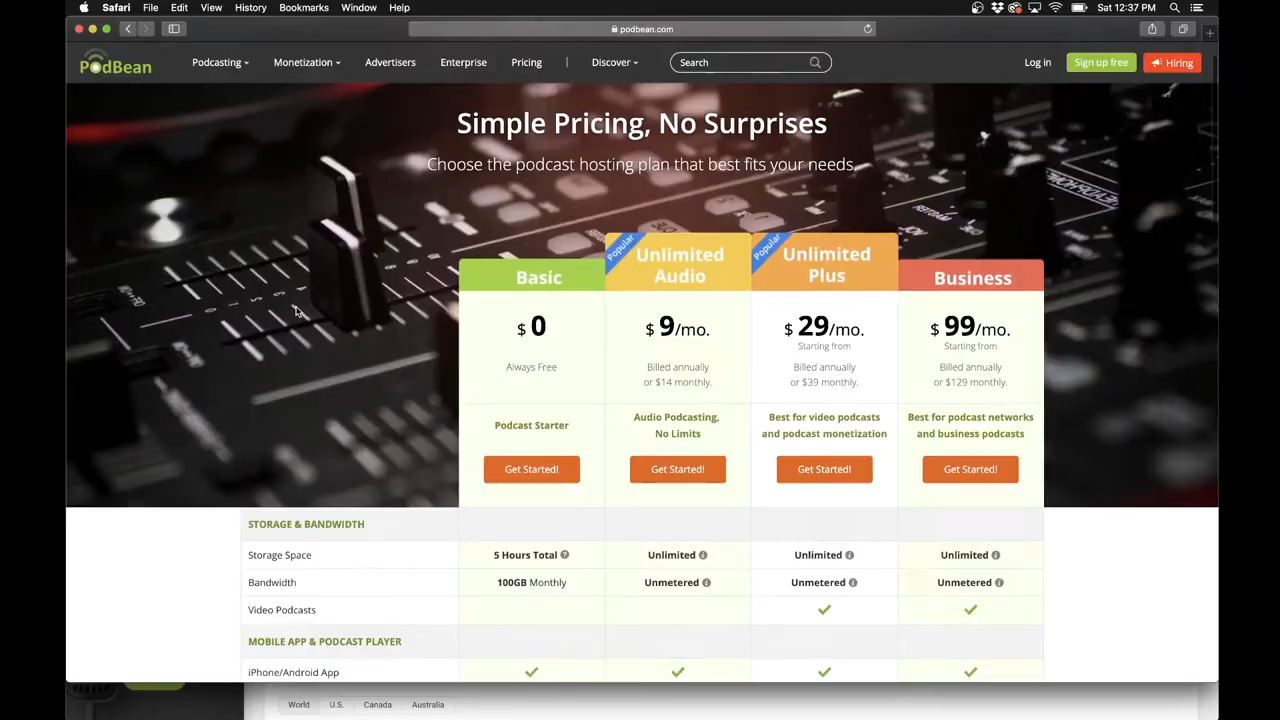 Safari File Edit View History Bookmarks Window Help
Sat 12:37 PM
podbean.com
PodBean
Podcasting Monetization Advertisers Enterprise Pricing | Discover Search Log in Sign up free Hiring
Simple Pricing, No Surprises
Choose the podcast hosting plan that best fits your needs.
Popular Popular
Basic Unlimited Audio Unlimited Plus Business
$ 0 $ 9/mo. $ 29/mo. $ 99/mo.
Starting from Starting from
Always Free Billed annually Billed annually Billed annually
or $14 monthly. or $39 monthly. or $129 monthly.
Podcast Starter Audio Podcasting, No Limits Best for video podcasts and podcast monetization Best for podcast networks and business podcasts
Get Started! Get Started! Get Started! Get Started!
STORAGE & BANDWIDTH
Storage Space 5 Hours Total Unlimited Unlimited Unlimited
Bandwidth 100GB Monthly Unmetered Unmetered Unmetered
Video Podcasts
MOBILE APP & PODCAST PLAYER
iPhone/Android App
World U.S. Canada Australia